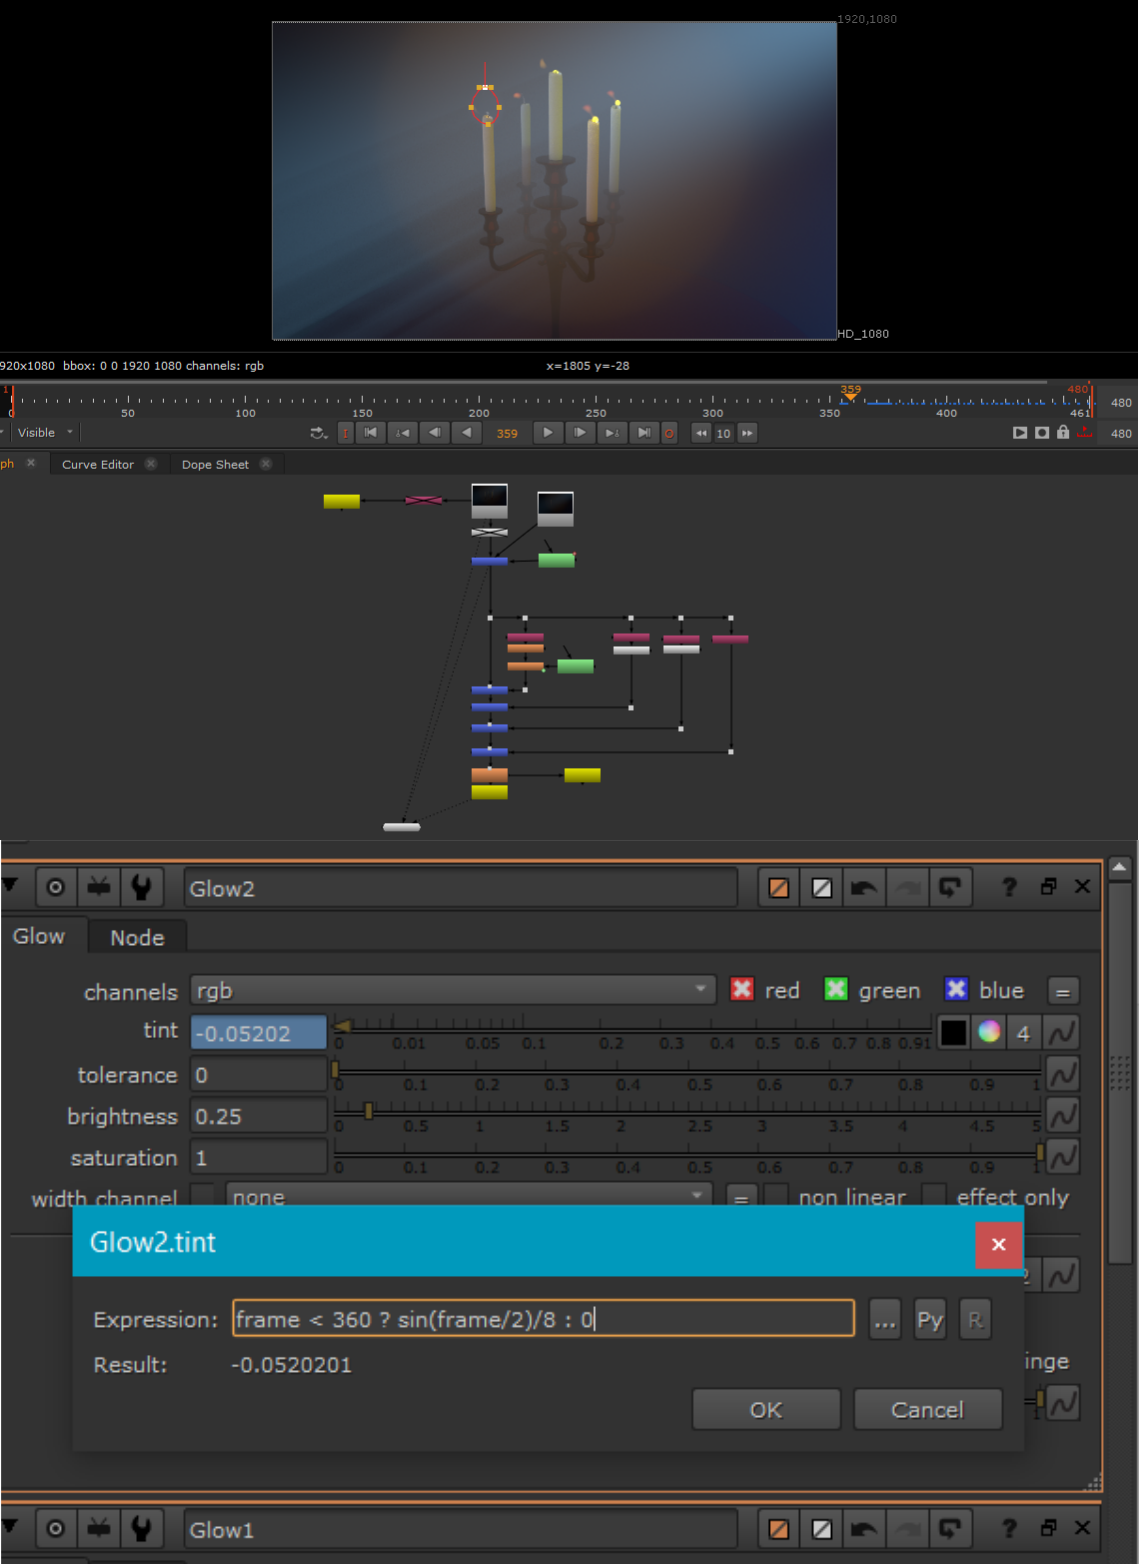 1920,1080
HD_1080
920x1080 bbox: 0 0 1920 1080 channels: rgb x=1805 y=-28
1 359 480
0 50 100 150 200 250 300 350 400 461 480
Visible 359 10 480
ph Curve Editor Dope Sheet
Glow2 ?
Glow Node
channels rgb red green blue =
tint -0.05202 0 0.01 0.05 0.1 0.2 0.3 0.4 0.5 0.6 0.7 0.8 0.91 4
tolerance 0 0 0.1 0.2 0.3 0.4 0.5 0.6 0.7 0.8 0.9 1
brightness 0.25 0 0.5 1 1.5 2 2.5 3 3.5 4 4.5 5
saturation 1 0 0.1 0.2 0.3 0.4 0.5 0.6 0.7 0.8 0.9 1
width channel none = non linear effect only
Glow2.tint
2
Expression: frame < 360 ? sin(frame/2)/8 : 0 ... Py R
Result: -0.0520201
inge
OK Cancel
Glow1 ?